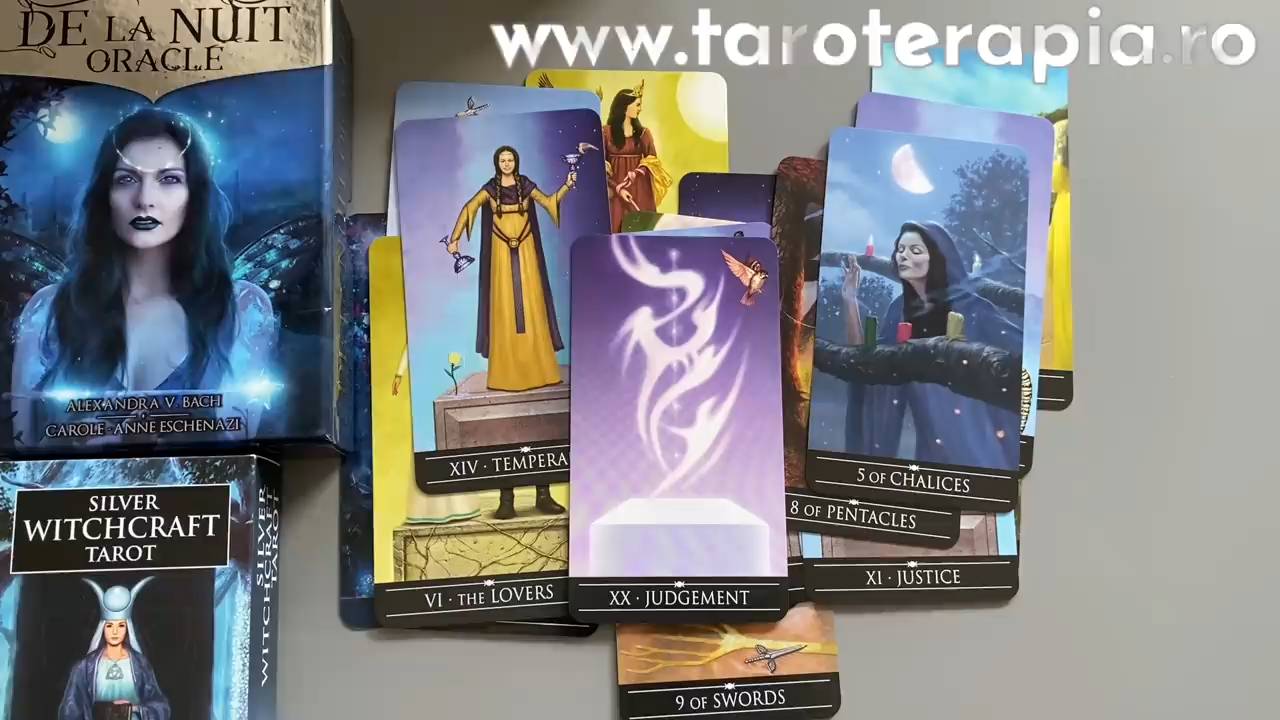 www.taroterapia.ro
DE LA NUIT
ORACLE
ALEXANDRA V. BACH
CAROLE-ANNE ESCHENAZI
SILVER
WITCHCRAFT
TAROT
SILVER
WITCHCRAFT
TAROT
XIV · TEMPERA
VI · THE LOVERS
XX · JUDGEMENT
5 OF CHALICES
8 OF PENTACLES
XI · JUSTICE
9 OF SWORDS